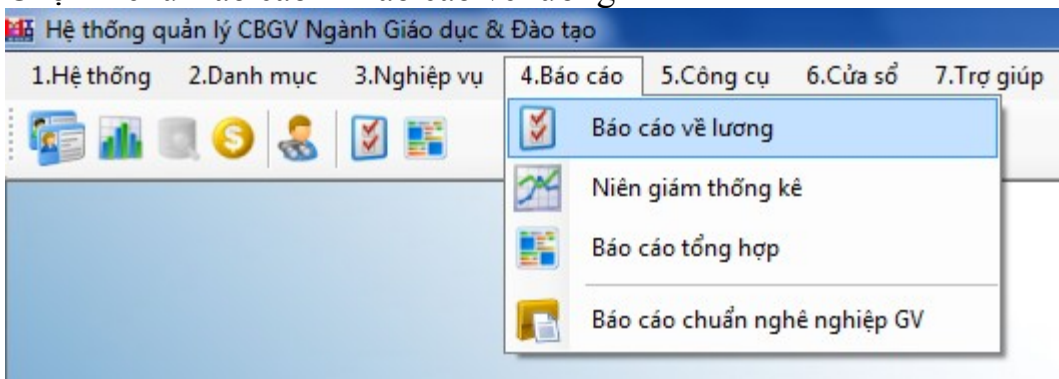 Hệ thống quản lý CBGV Ngành Giáo dục & Đào tạo
1.Hệ thống 2.Danh mục 3.Nghiệp vụ 4.Báo cáo 5.Công cụ 6.Cửa sổ 7.Trợ giúp
Báo cáo về lương
Niên giám thống kê
Báo cáo tổng hợp
Báo cáo chuẩn nghê nghiệp GV